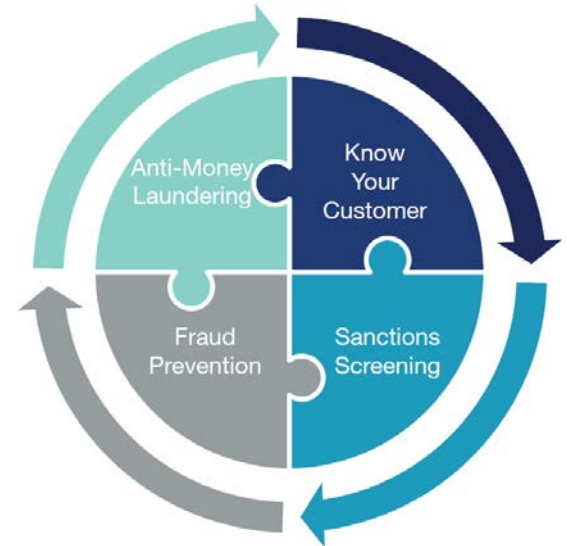 Anti-Money
Laundering
Know
Your
Customer
Fraud
Prevention
Sanctions
Screening